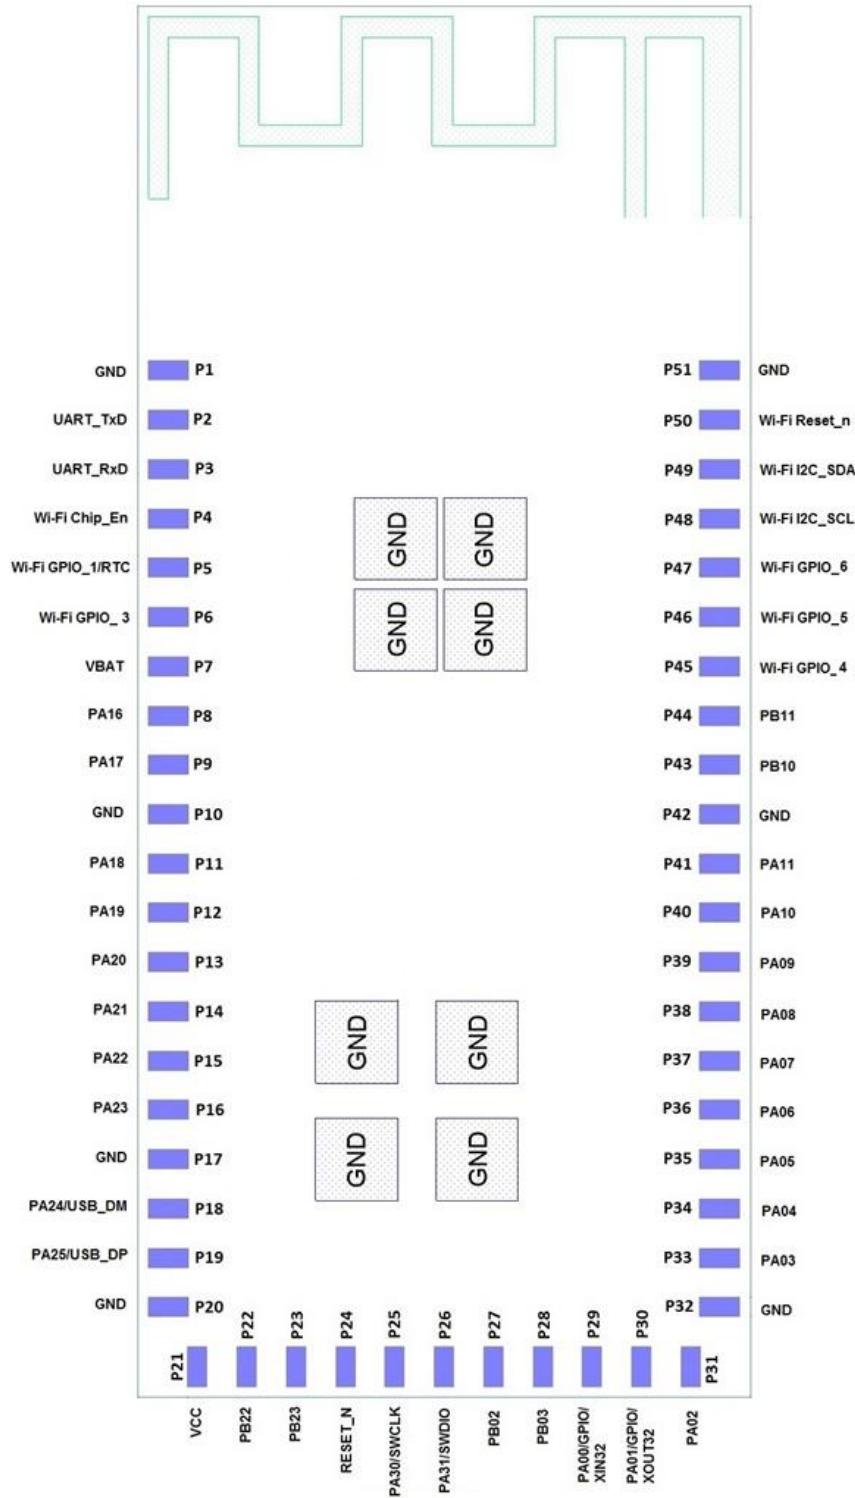 GND P1 P51 GND
UART_TxD P2 P50 Wi-Fi Reset_n
UART_RxD P3 P49 Wi-Fi I2C_SDA
Wi-Fi Chip_En P4 GND GND P48 Wi-Fi I2C_SCL
Wi-Fi GPIO_1/RTC P5 P47 Wi-Fi GPIO_6
Wi-Fi GPIO_ 3 P6 GND GND P46 Wi-Fi GPIO_5
VBAT P7 P45 Wi-Fi GPIO_4
PA16 P8 P44 PB11
PA17 P9 P43 PB10
GND P10 P42 GND
PA18 P11 P41 PA11
PA19 P12 P40 PA10
PA20 P13 P39 PA09
PA21 P14 P38 PA08
GND GND
PA22 P15 P37 PA07
PA23 P16 P36 PA06
GND P17 GND GND P35 PA05
PA24/USB_DM P18 P34 PA04
PA25/USB_DP P19 P33 PA03
GND P20 P32 GND
P21 P22 P23 P24 P25 P26 P27 P28 P29 P30 P31
VCC
PB22
PB23
RESET_N
PA30/SWCLK
PA31/SWDIO
PB02
PB03
PA00/GPIO/
XIN32
PA01/GPIO/
XOUT32
PA02